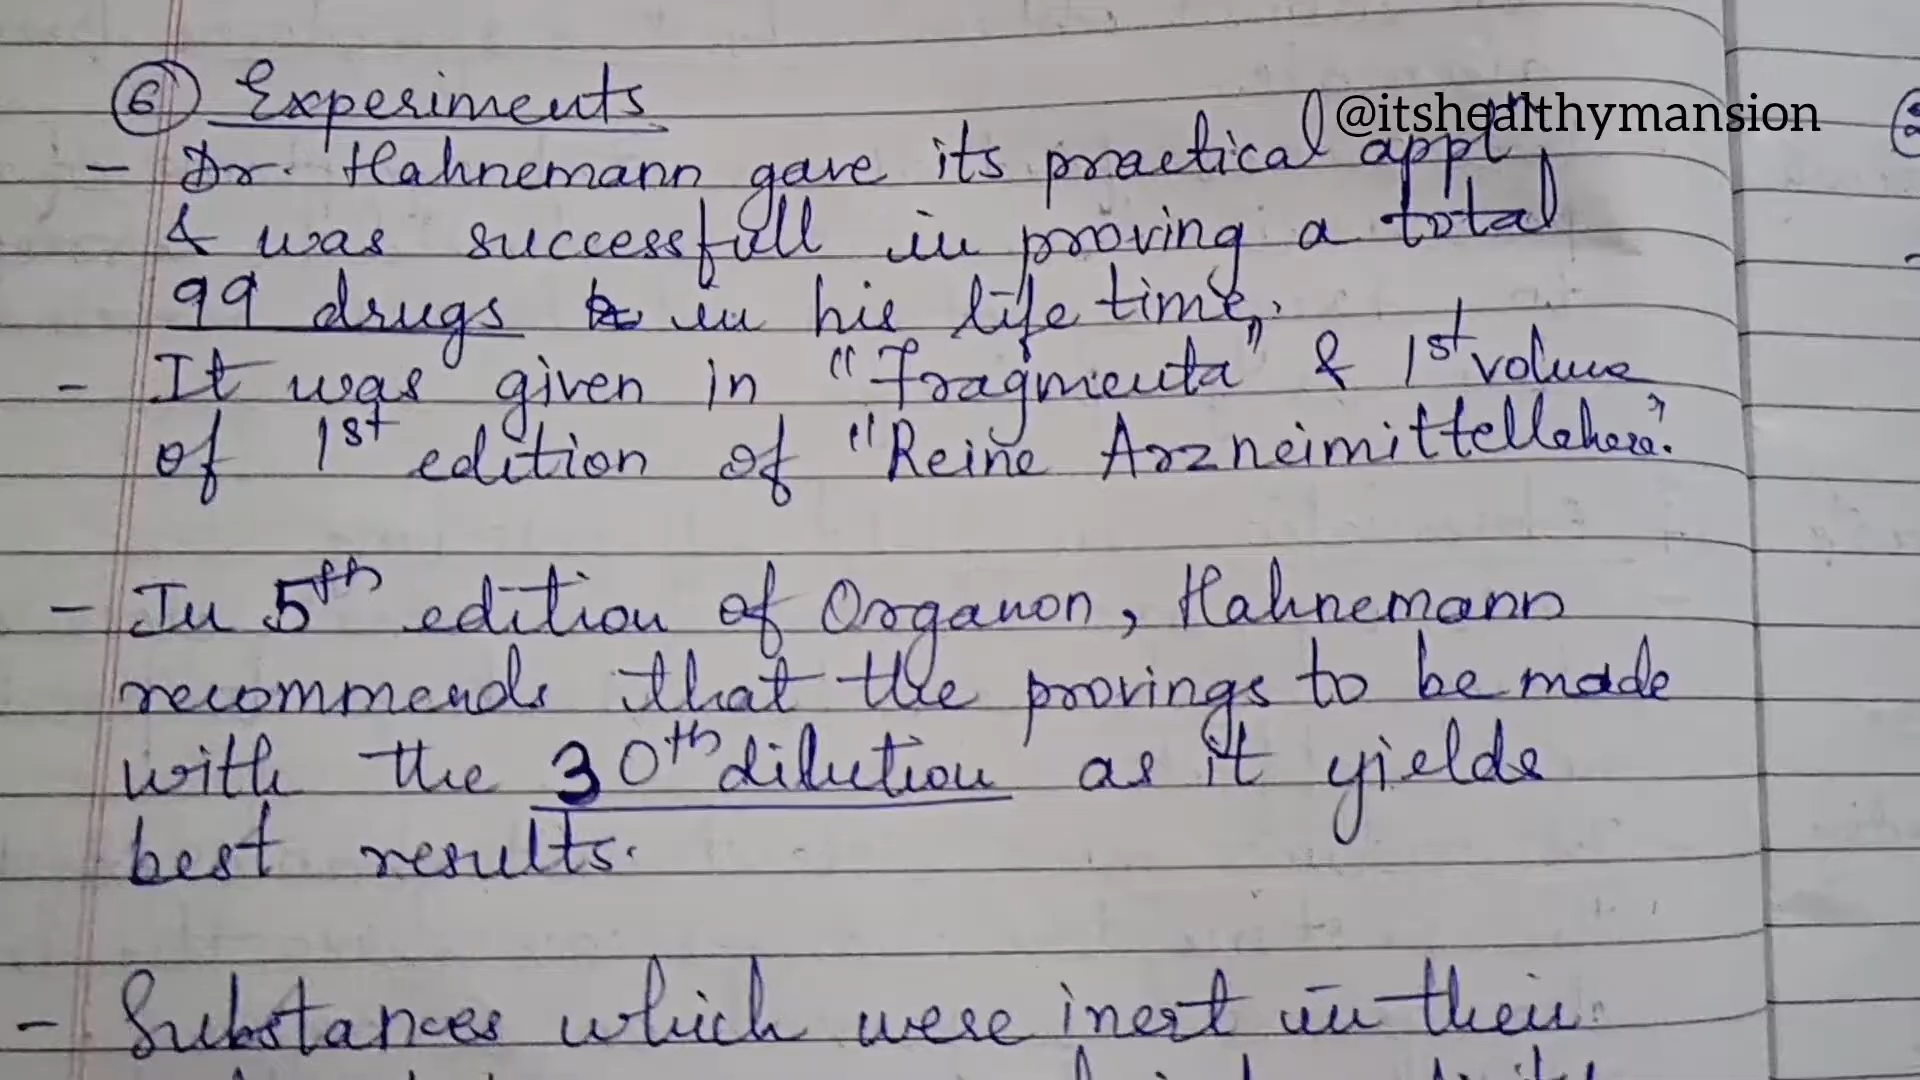 6 Experiments
@itshealthymansion
- Dr. Hahnemann gave its practical applⁿ
& was successfull in proving a total
99 drugs in his life time.
- It was given in "Fragmenta" & 1st volume
of 1st edition of "Reine Arzneimittellehere".
- In 5th edition of Organon, Hahnemann
recommends that the provings to be made
with the 30th dilution as it yields
best results.
- Substances which were inert in their